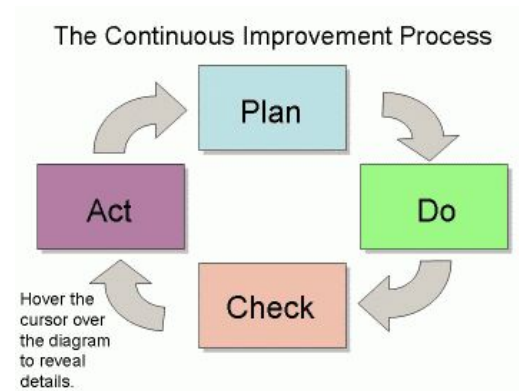 The Continuous Improvement Process
Plan
Do
Check
Act
Hover the
cursor over
the diagram
to reveal
details.